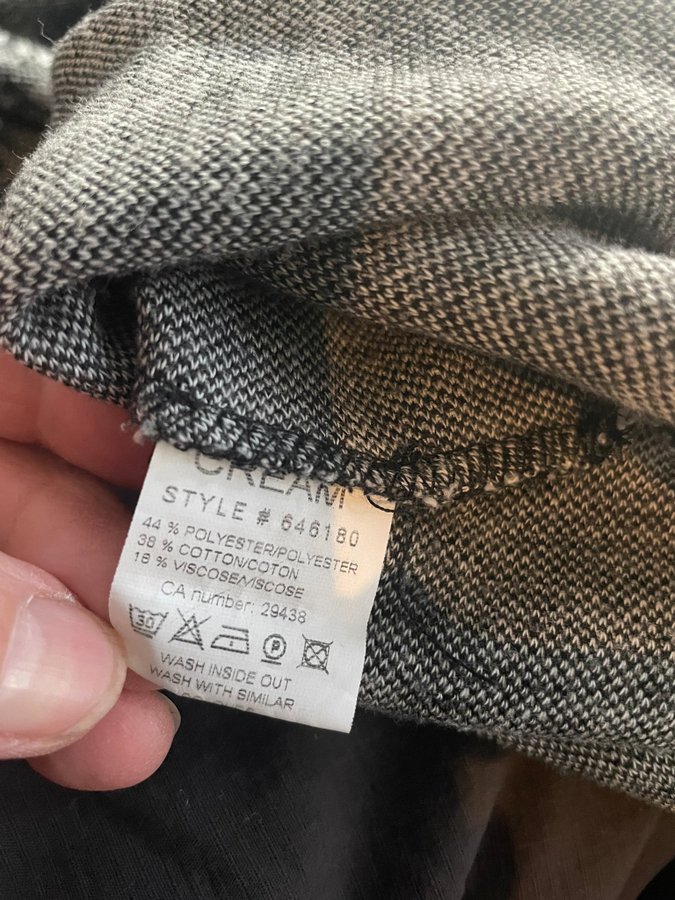 CREAM
STYLE # 646180
44 % POLYESTER/POLYESTER
38 % COTTON/COTON
18 % VISCOSE/VISCOSE
CA number: 29438
30
P
WASH INSIDE OUT
WASH WITH SIMILAR